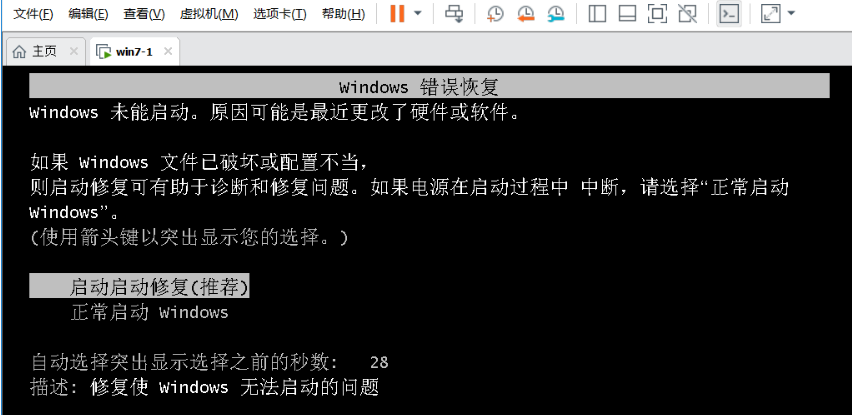 文件(F) 编辑(E) 查看(V) 虚拟机(M) 选项卡(T) 帮助(H)
主页 win7-1
Windows 错误恢复
Windows 未能启动。原因可能是最近更改了硬件或软件。
如果 Windows 文件已破坏或配置不当，
则启动修复可有助于诊断和修复问题。如果电源在启动过程中 中断，请选择“正常启动
Windows”。
(使用箭头键以突出显示您的选择。)
启动启动修复(推荐)
正常启动 Windows
自动选择突出显示选择之前的秒数： 28
描述: 修复使 Windows 无法启动的问题